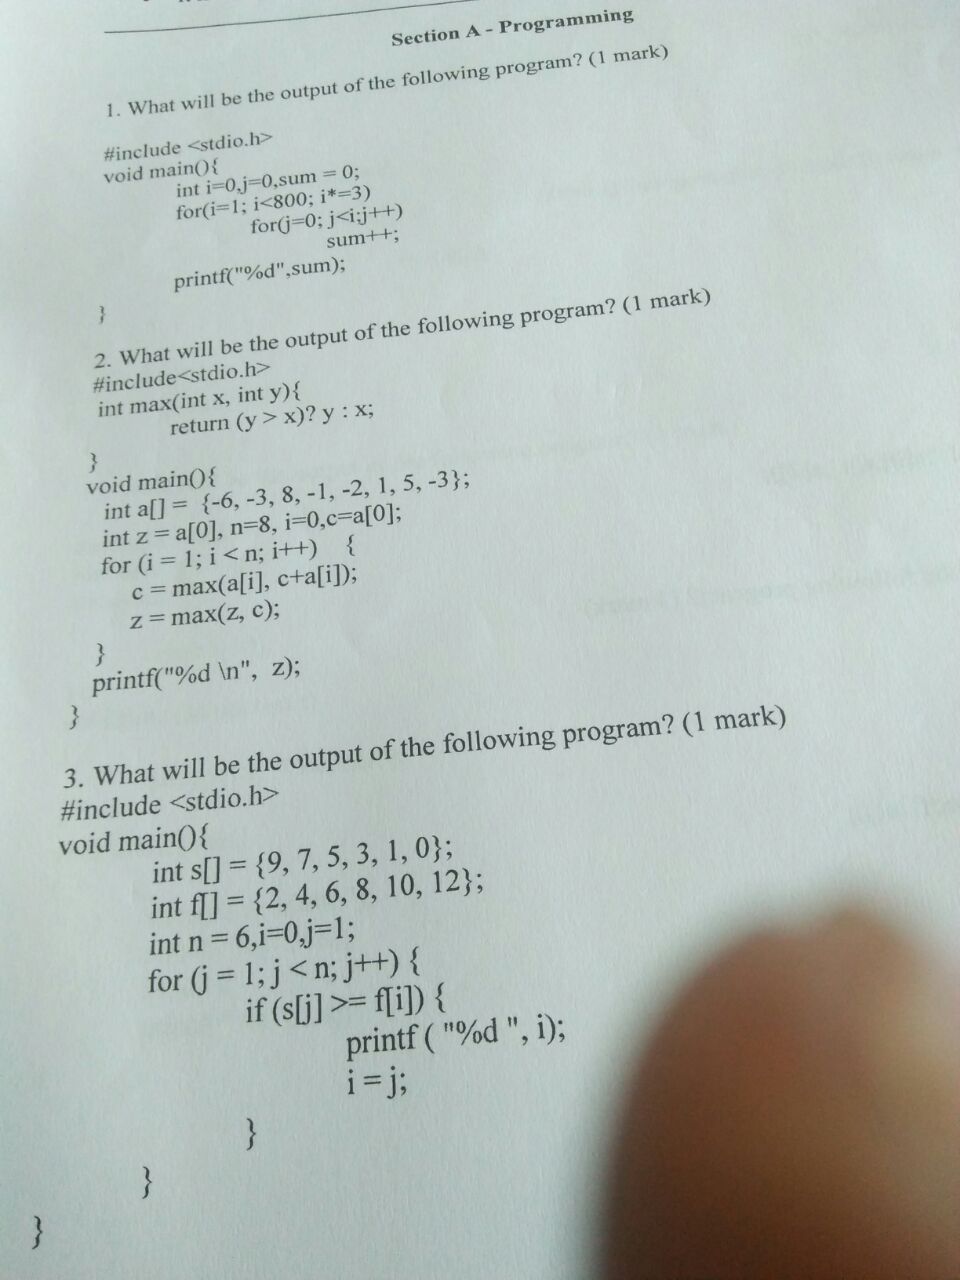 Section A - Programming
1. What will be the output of the following program? (1 mark)
#include <stdio.h>
void main(){
int i=0,j=0,sum = 0;
for(i=1; i<800; i*=3)
for(j=0; j<i;j++)
sum++;
printf("%d",sum);
}
2. What will be the output of the following program? (1 mark)
#include<stdio.h>
int max(int x, int y){
return (y > x)? y : x;
}
void main(){
int a[] = {-6, -3, 8, -1, -2, 1, 5, -3};
int z = a[0], n=8, i=0,c=a[0];
for (i = 1; i < n; i++) {
c = max(a[i], c+a[i]);
z = max(z, c);
}
printf("%d \n", z);
}
3. What will be the output of the following program? (1 mark)
#include <stdio.h>
void main(){
int s[] = {9, 7, 5, 3, 1, 0};
int f[] = {2, 4, 6, 8, 10, 12};
int n = 6,i=0,j=1;
for (j = 1; j < n; j++) {
if (s[j] >= f[i]) {
printf ( "%d ", i);
i = j;
}
}
}